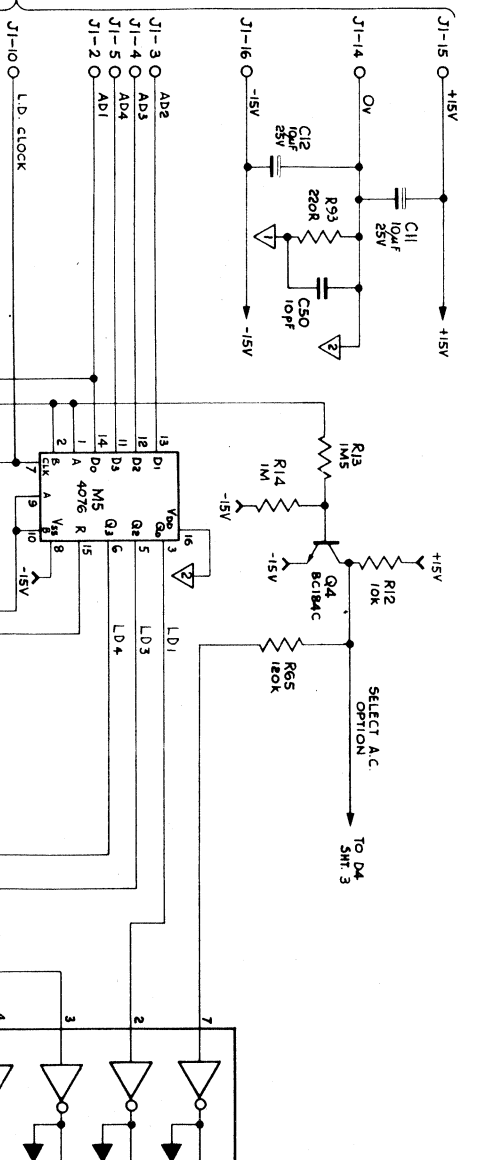 J1-15
+15V
+15V
J1-14
0V
C11
10µF
25V
2
J1-16
-15V
C12
10µF
25V
R93
220R
1
C50
10PF
-15V
J1-3
AD2
J1-4
AD3
J1-5
AD4
J1-2
AD1
J1-10
L.D. CLOCK
R13
1M5
R14
1M
-15V
Q4
BC184C
-15V
R12
10K
+15V
R65
120K
SELECT A.C.
OPTION
TO D4
SHT. 3
M5
4076
13
D1
12
D2
11
D3
14
D0
1
A
2
B
7
CLK
9
A
10
B
VDD
16
2
Q0
3
Q2
5
Q3
6
R
15
VSS
8
-15V
LD1
LD3
LD4
7
2
3
4